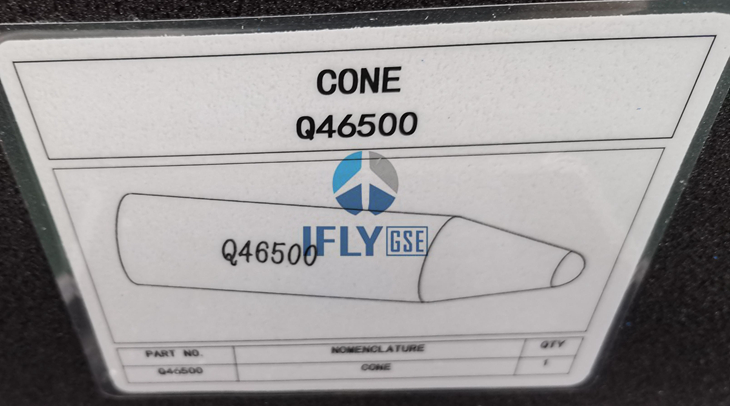 CONE
Q46500
IFLY GSE
Q46500
PART NO. NOMENCLATURE QTY
Q46500 CONE 1